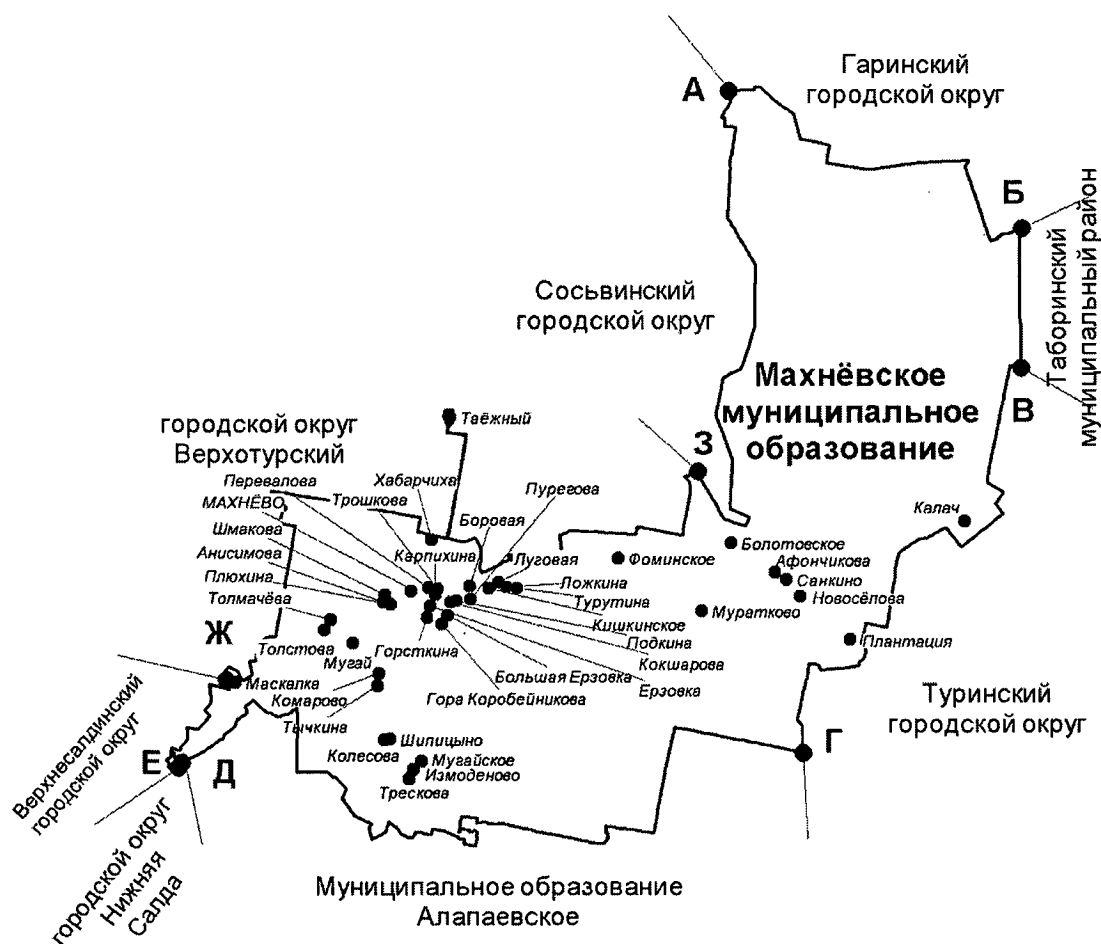 Гаринский
городской округ
А
Б
Таборинский
муниципальный район
Сосьвинский
городской округ
Махнёвское
муниципальное
образование
В
З
городской округ
Верхотурский
Таёжный
Перевалова
Хабарчиха
МАХНЁВО
Трошкова
Пурегова
Шмакова
Боровая
Калач
Анисимова
Карпихина
Луговая
Фоминское
Болотовское
Плюхина
Афончикова
Ложкина
Санкино
Толмачёва
Турутина
Новосёлова
Кишкинское
Муратково
Ж
Подкина
Плантация
Толстова
Горсткина
Мугай
Кокшарова
Большая Ерзовка
Маскалка
Ерзовка
Комарово
Гора Коробейникова
Туринский
городской округ
Тычкина
Верхнесалдинский
городской округ
Г
Шипицыно
Колесова
Е
Д
Мугайское
Измоденово
Трескова
городской округ
Нижняя
Салда
Муниципальное образование
Алапаевское